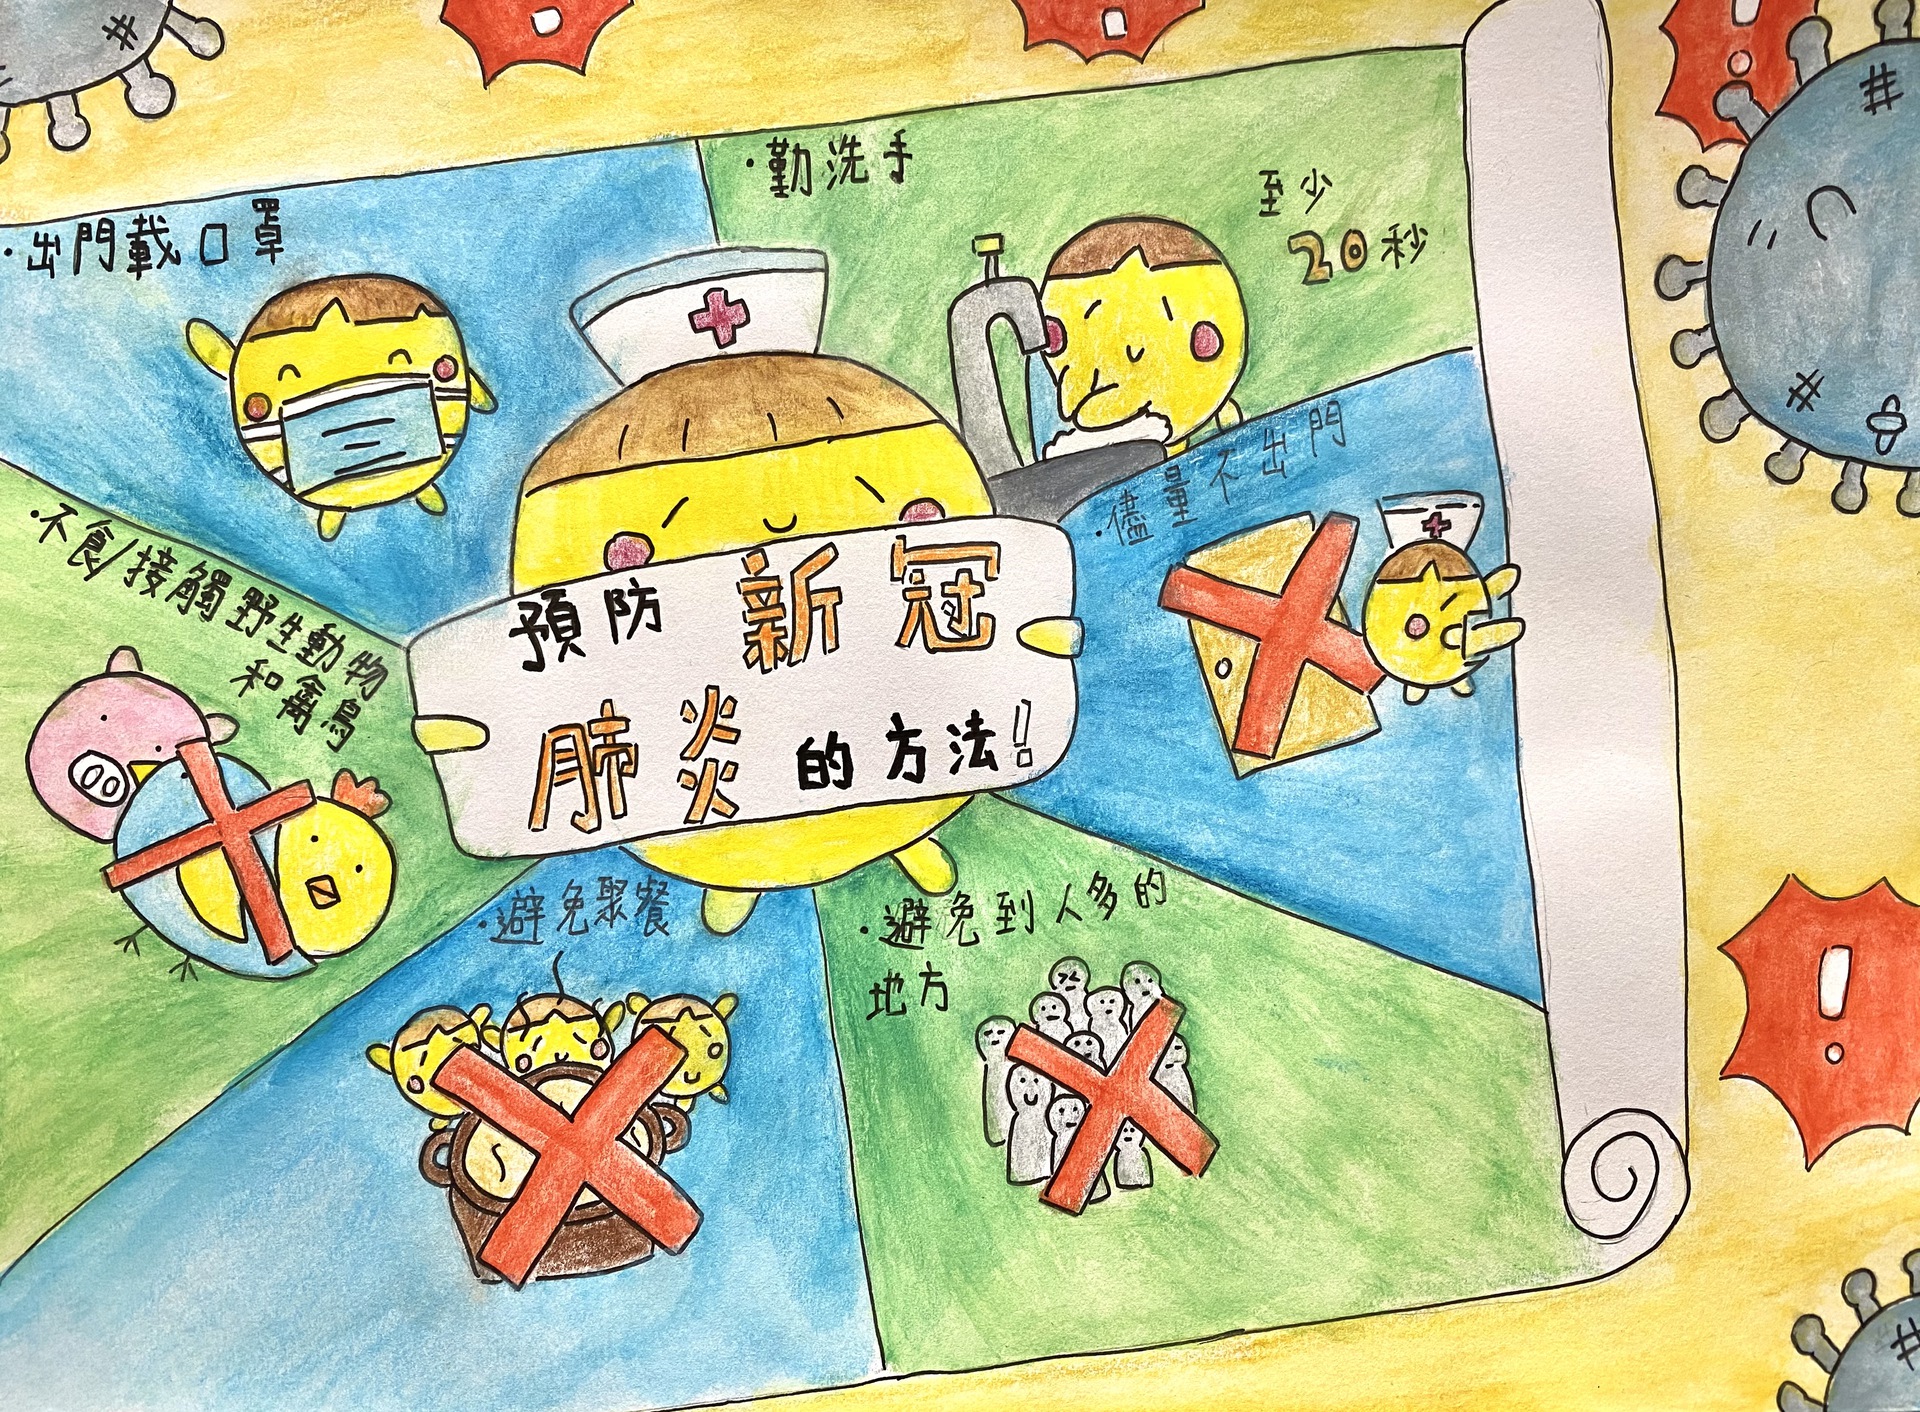 預防新冠
肺炎的方法!
·出門載口罩
·勤洗手
至少
20秒
·儘量不出門
·不食/接觸野生動物
和禽鳥
·避免聚餐
·避免到人多的
地方